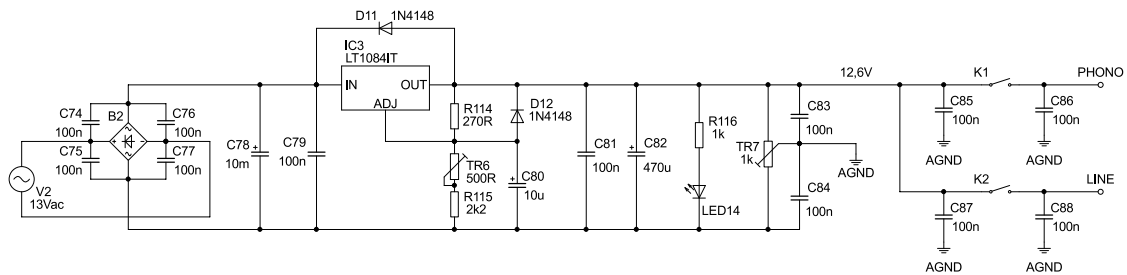 D11 1N4148
IC3
LT1084IT
IN OUT
ADJ
12,6V
K1
PHONO
C74
100n
B2
C76
100n
C75
100n
C77
100n
V2
13Vac
C78
10m
C79
100n
R114
270R
D12
1N4148
TR6
500R
R115
2k2
C80
10u
C81
100n
C82
470u
R116
1k
LED14
TR7
1k
C83
100n
AGND
C84
100n
C85
100n
AGND
C86
100n
AGND
K2
LINE
C87
100n
AGND
C88
100n
AGND